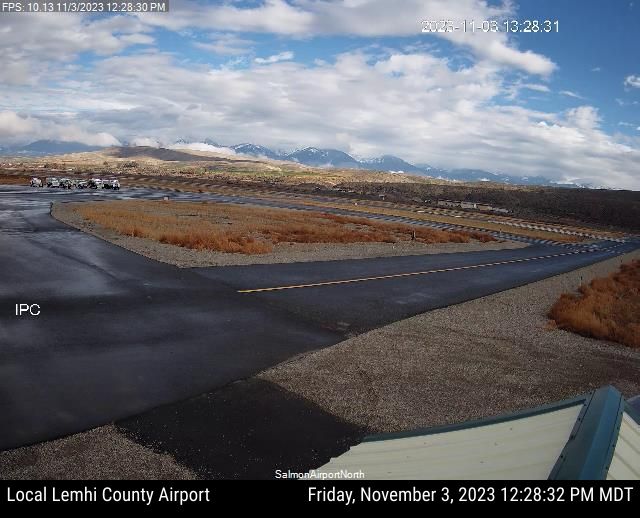 FPS: 10.13 11/3/2023 12:28:30 PM
2023-11-03 13:28:31
IPC
SalmonAirportNorth
Local Lemhi County Airport
Friday, November 3, 2023 12:28:32 PM MDT